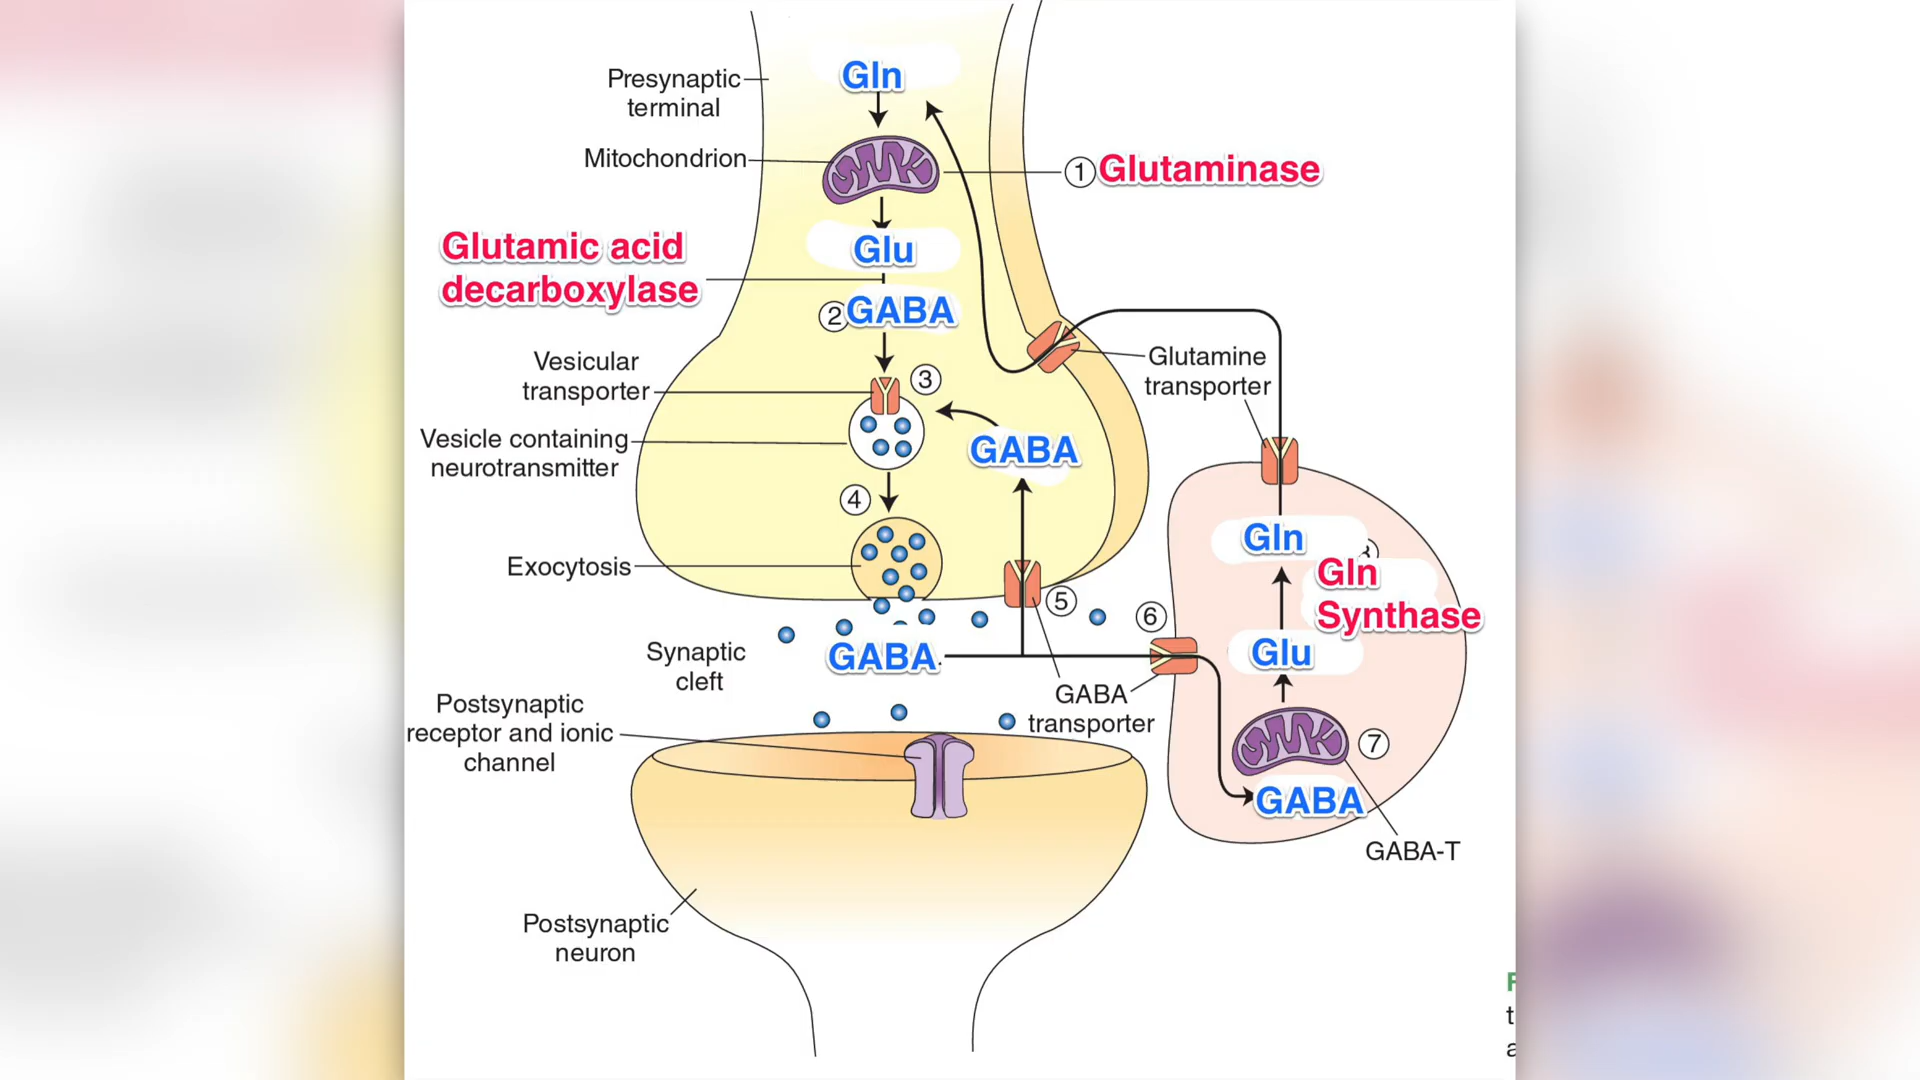 Gln
Presynaptic
terminal
Mitochondrion
1 Glutaminase
Glutamic acid
decarboxylase
Glu
2 GABA
Vesicular
transporter
3
Glutamine
transporter
Vesicle containing
neurotransmitter
GABA
4
Exocytosis
5
6
Gln
Gln
Synthase
Glu
Synaptic
cleft
GABA
GABA
transporter
Postsynaptic
receptor and ionic
channel
7
GABA
GABA-T
Postsynaptic
neuron